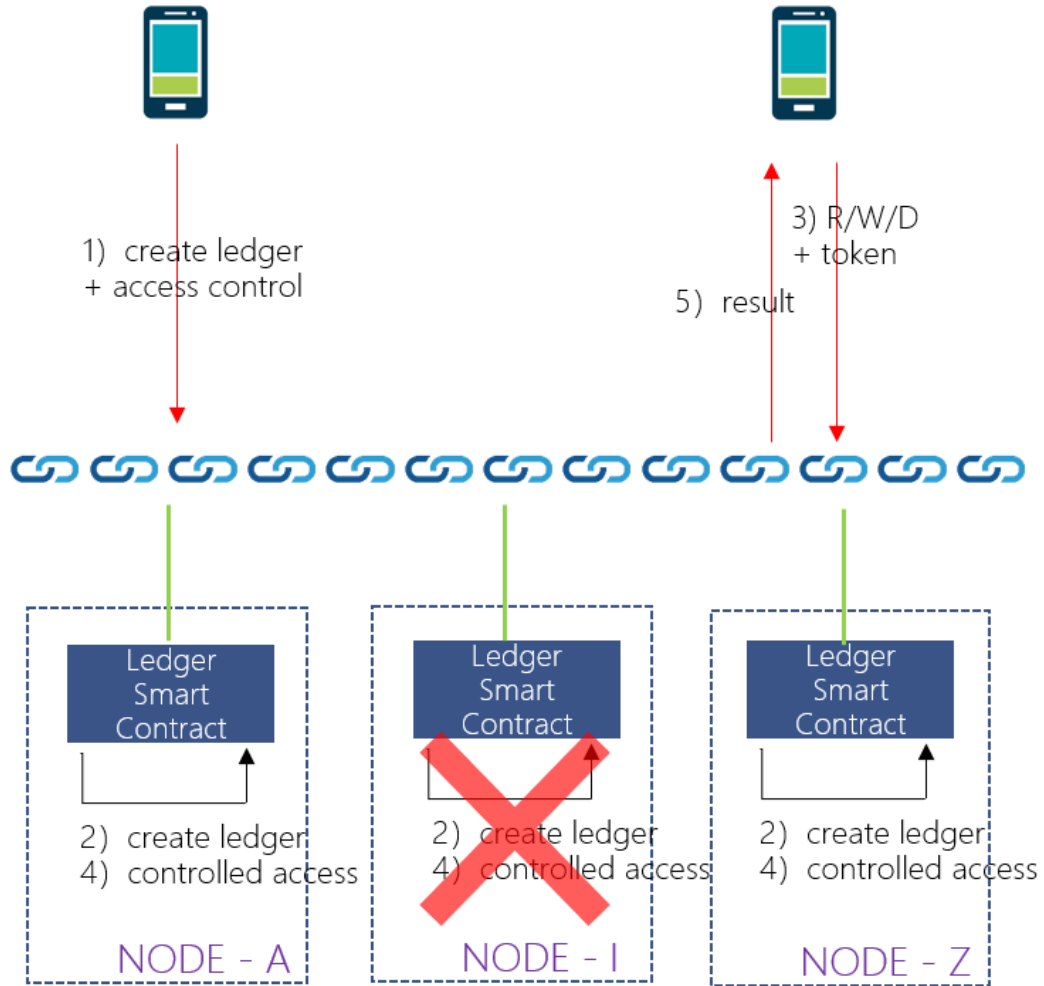 1) create ledger
+ access control
3) R/W/D
+ token
5) result
Ledger
Smart
Contract
2) create ledger
4) controlled access
NODE - A
Ledger
Smart
Contract
2) create ledger
4) controlled access
NODE - I
Ledger
Smart
Contract
2) create ledger
4) controlled access
NODE - Z